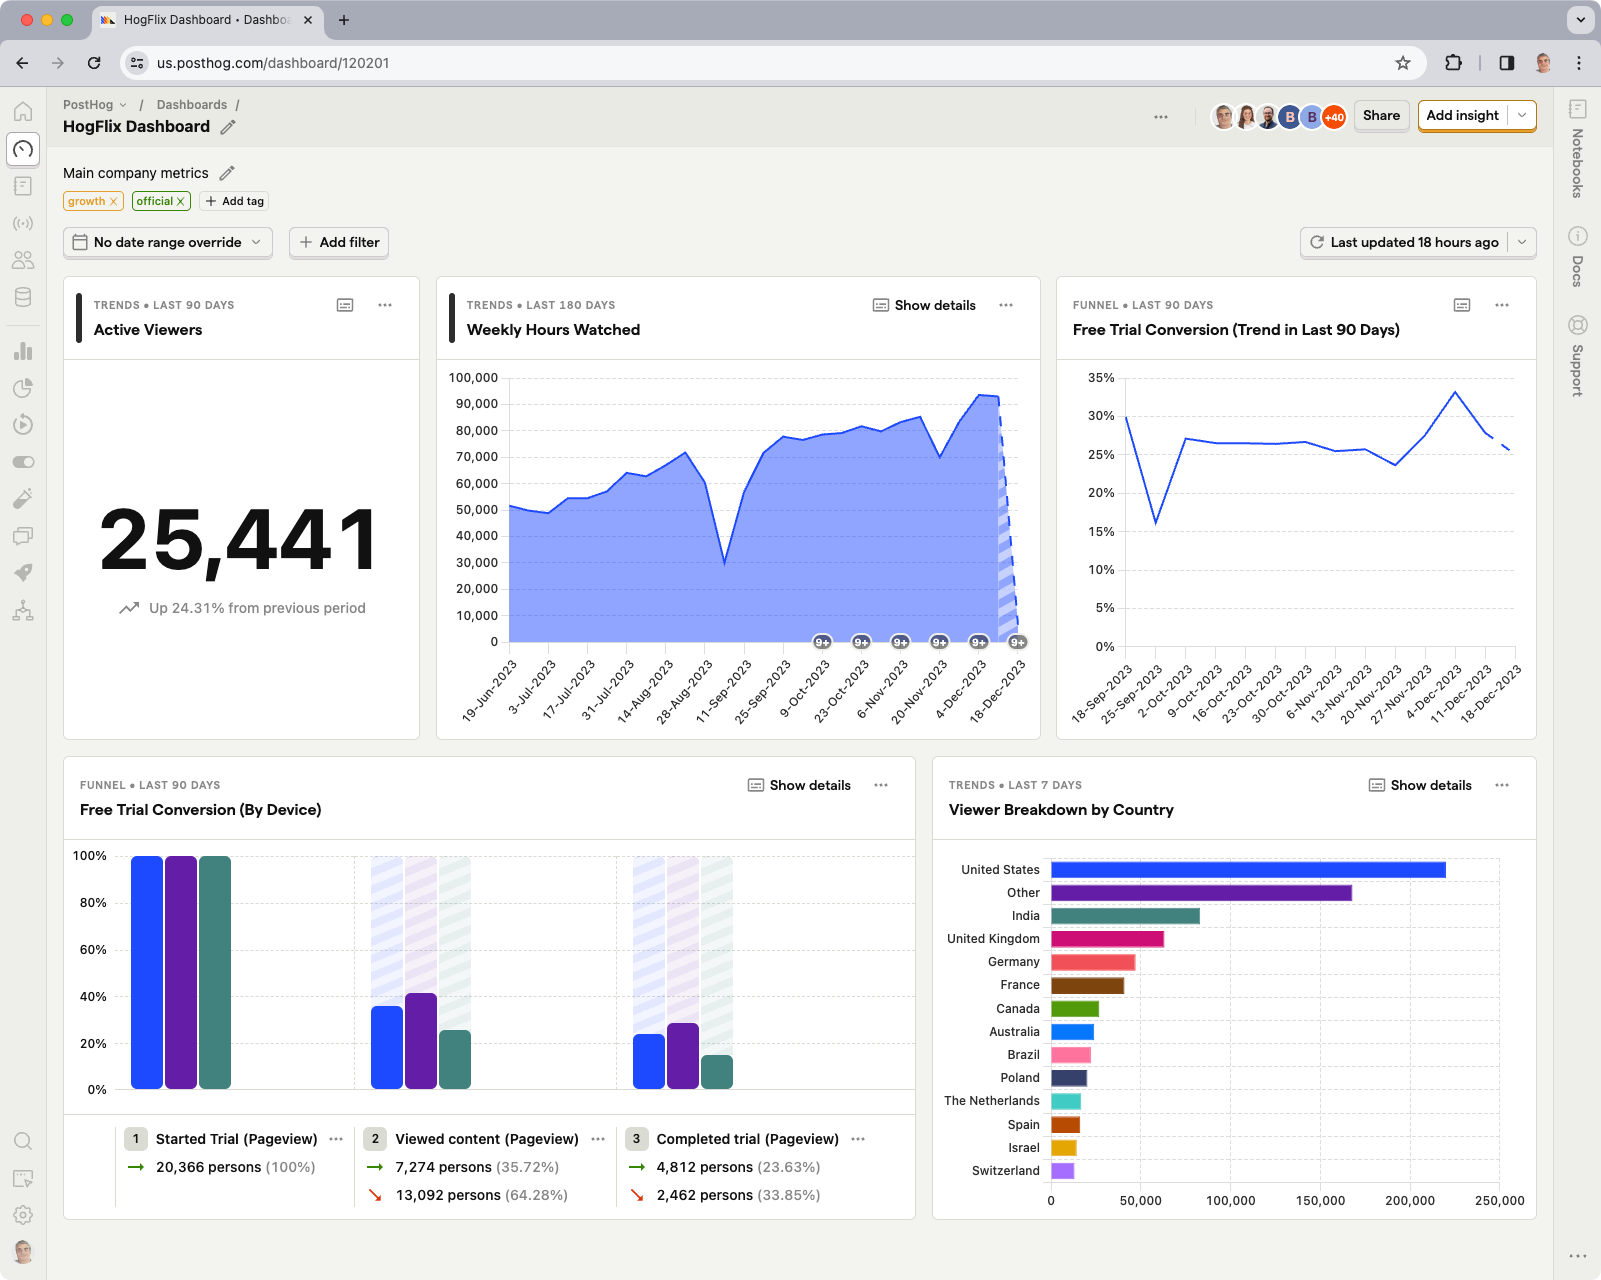 HogFlix Dashboard • Dashboa
us.posthog.com/dashboard/120201
PostHog / Dashboards /
HogFlix Dashboard
B B +40
Share
Add insight
Notebooks
Docs
Support
Main company metrics
growth X official X + Add tag
No date range override
+ Add filter
Last updated 18 hours ago
TRENDS • LAST 90 DAYS
Active Viewers
25,441
Up 24.31% from previous period
TRENDS • LAST 180 DAYS
Show details
Weekly Hours Watched
100,000
90,000
80,000
70,000
60,000
50,000
40,000
30,000
20,000
10,000
0
9+ 9+ 9+ 9+ 9+ 9+
19-Jun-2023
3-Jul-2023
17-Jul-2023
31-Jul-2023
14-Aug-2023
28-Aug-2023
11-Sep-2023
25-Sep-2023
9-Oct-2023
23-Oct-2023
6-Nov-2023
20-Nov-2023
4-Dec-2023
18-Dec-2023
FUNNEL • LAST 90 DAYS
Free Trial Conversion (Trend in Last 90 Days)
35%
30%
25%
20%
15%
10%
5%
0%
18-Sep-2023
25-Sep-2023
2-Oct-2023
9-Oct-2023
16-Oct-2023
23-Oct-2023
30-Oct-2023
6-Nov-2023
13-Nov-2023
20-Nov-2023
27-Nov-2023
4-Dec-2023
11-Dec-2023
18-Dec-2023
FUNNEL • LAST 90 DAYS
Show details
Free Trial Conversion (By Device)
100%
80%
60%
40%
20%
0%
1 Started Trial (Pageview)
20,366 persons (100%)
2 Viewed content (Pageview)
7,274 persons (35.72%)
13,092 persons (64.28%)
3 Completed trial (Pageview)
4,812 persons (23.63%)
2,462 persons (33.85%)
TRENDS • LAST 7 DAYS
Show details
Viewer Breakdown by Country
United States
Other
India
United Kingdom
Germany
France
Canada
Australia
Brazil
Poland
The Netherlands
Spain
Israel
Switzerland
0 50,000 100,000 150,000 200,000 250,000